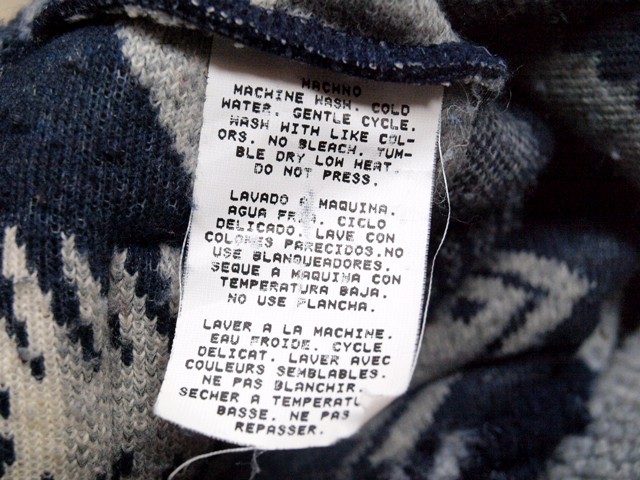 MACHNO
MACHINE WASH. COLD
WATER. GENTLE CYCLE.
WASH WITH LIKE COL-
ORS. NO BLEACH. TUM-
BLE DRY LOW HEAT.
DO NOT PRESS.
LAVADO A MAQUINA.
AGUA CICLO
DELICADO. LAVE CON
COLORES PARECIDOS.NO
USE BLANQUEADORES.
SEQUE A MAQUINA CON
TEMPERATURA BAJA.
NO USE PLANCHA.
LAVER A LA MACHINE.
EAU FROIDE. CYCLE
DELICAT. LAVER AVEC
COULEURS SEMBLABLES.
NE PAS BLANCHIR.
SECHER A TEMPERATU
BASSE. NE PAS
REPASSER.